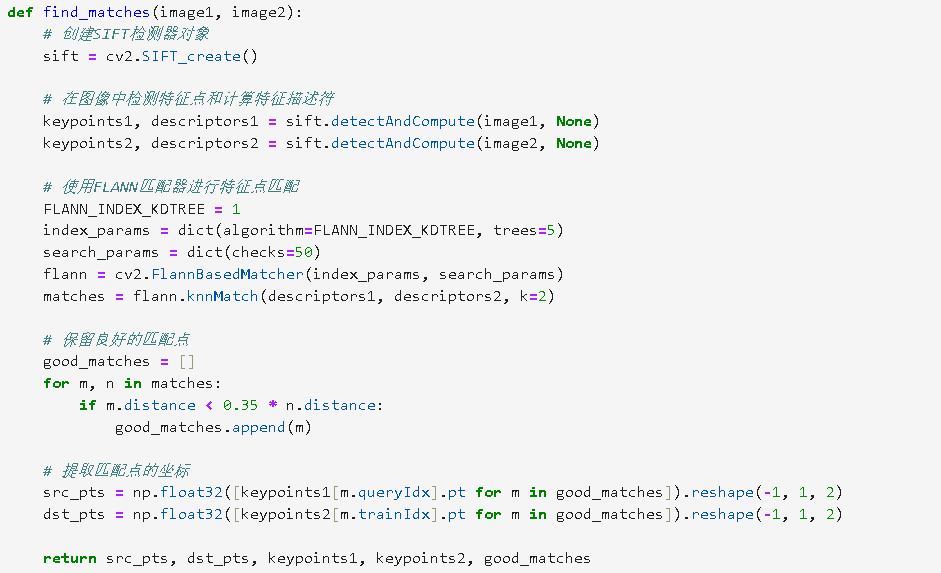 def find_matches(image1, image2):
    # 创建SIFT检测器对象
    sift = cv2.SIFT_create()

    # 在图像中检测特征点和计算特征描述符
    keypoints1, descriptors1 = sift.detectAndCompute(image1, None)
    keypoints2, descriptors2 = sift.detectAndCompute(image2, None)

    # 使用FLANN匹配器进行特征点匹配
    FLANN_INDEX_KDTREE = 1
    index_params = dict(algorithm=FLANN_INDEX_KDTREE, trees=5)
    search_params = dict(checks=50)
    flann = cv2.FlannBasedMatcher(index_params, search_params)
    matches = flann.knnMatch(descriptors1, descriptors2, k=2)

    # 保留良好的匹配点
    good_matches = []
    for m, n in matches:
        if m.distance < 0.35 * n.distance:
            good_matches.append(m)

    # 提取匹配点的坐标
    src_pts = np.float32([keypoints1[m.queryIdx].pt for m in good_matches]).reshape(-1, 1, 2)
    dst_pts = np.float32([keypoints2[m.trainIdx].pt for m in good_matches]).reshape(-1, 1, 2)

    return src_pts, dst_pts, keypoints1, keypoints2, good_matches